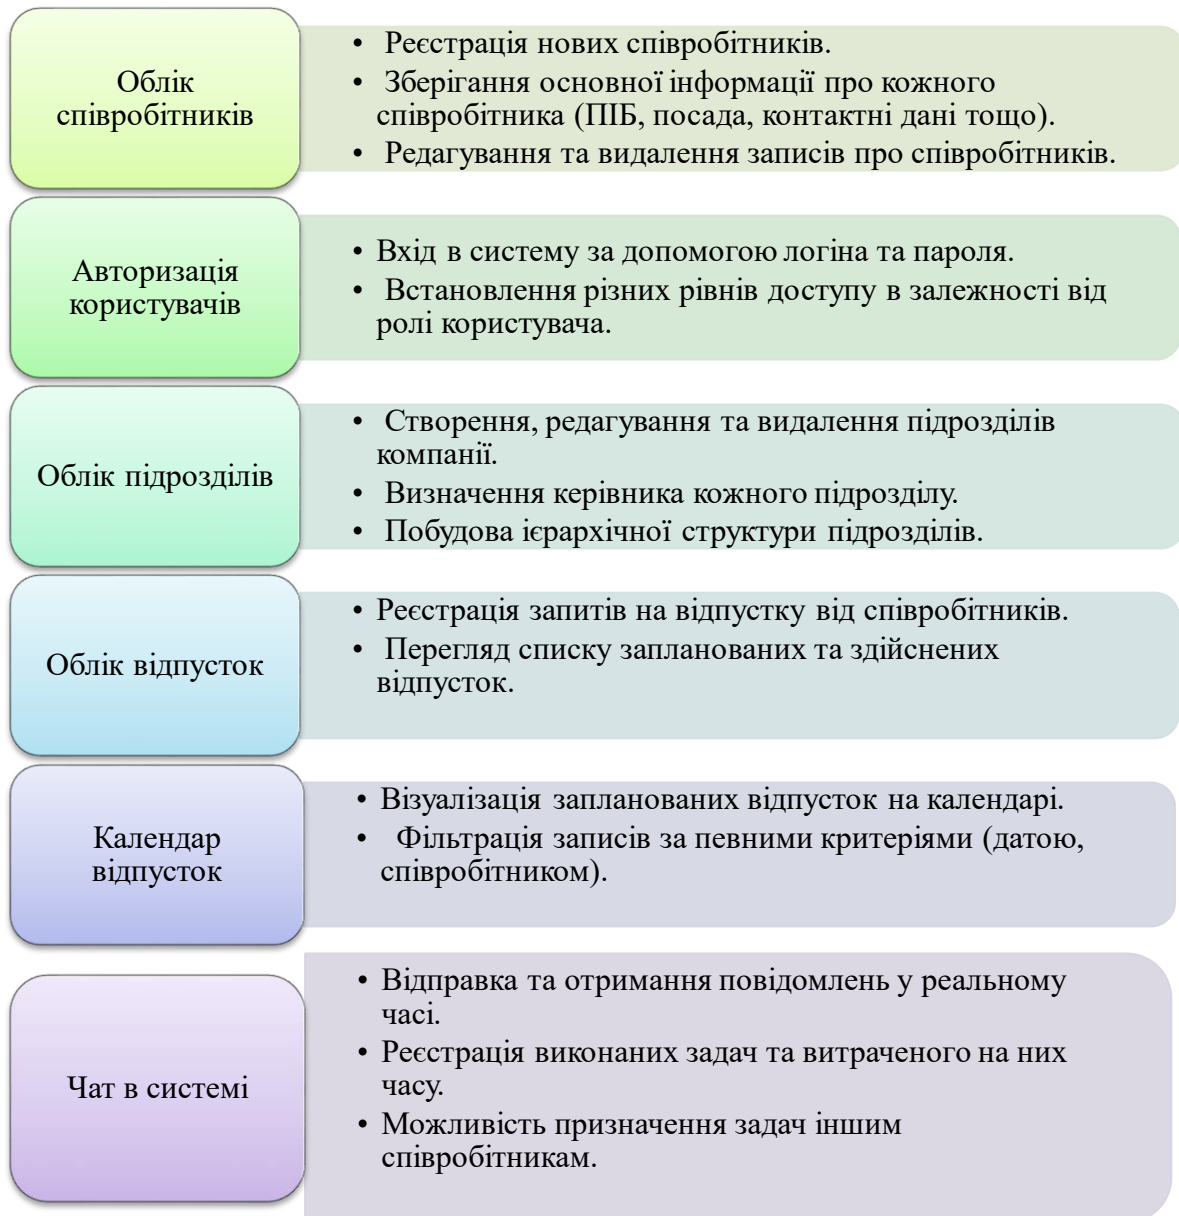 Облік
співробітників
• Реєстрація нових співробітників.
• Зберігання основної інформації про кожного
співробітника (ПІБ, посада, контактні дані тощо).
• Редагування та видалення записів про співробітників.
Авторизація
користувачів
• Вхід в систему за допомогою логіна та пароля.
• Встановлення різних рівнів доступу в залежності від
ролі користувача.
Облік підрозділів
• Створення, редагування та видалення підрозділів
компанії.
• Визначення керівника кожного підрозділу.
• Побудова ієрархічної структури підрозділів.
Облік відпусток
• Реєстрація запитів на відпустку від співробітників.
• Перегляд списку запланованих та здійснених
відпусток.
Календар
відпусток
• Візуалізація запланованих відпусток на календарі.
• Фільтрація записів за певними критеріями (датою,
співробітником).
Чат в системі
• Відправка та отримання повідомлень у реальному
часі.
• Реєстрація виконаних задач та витраченого на них
часу.
• Можливість призначення задач іншим
співробітникам.